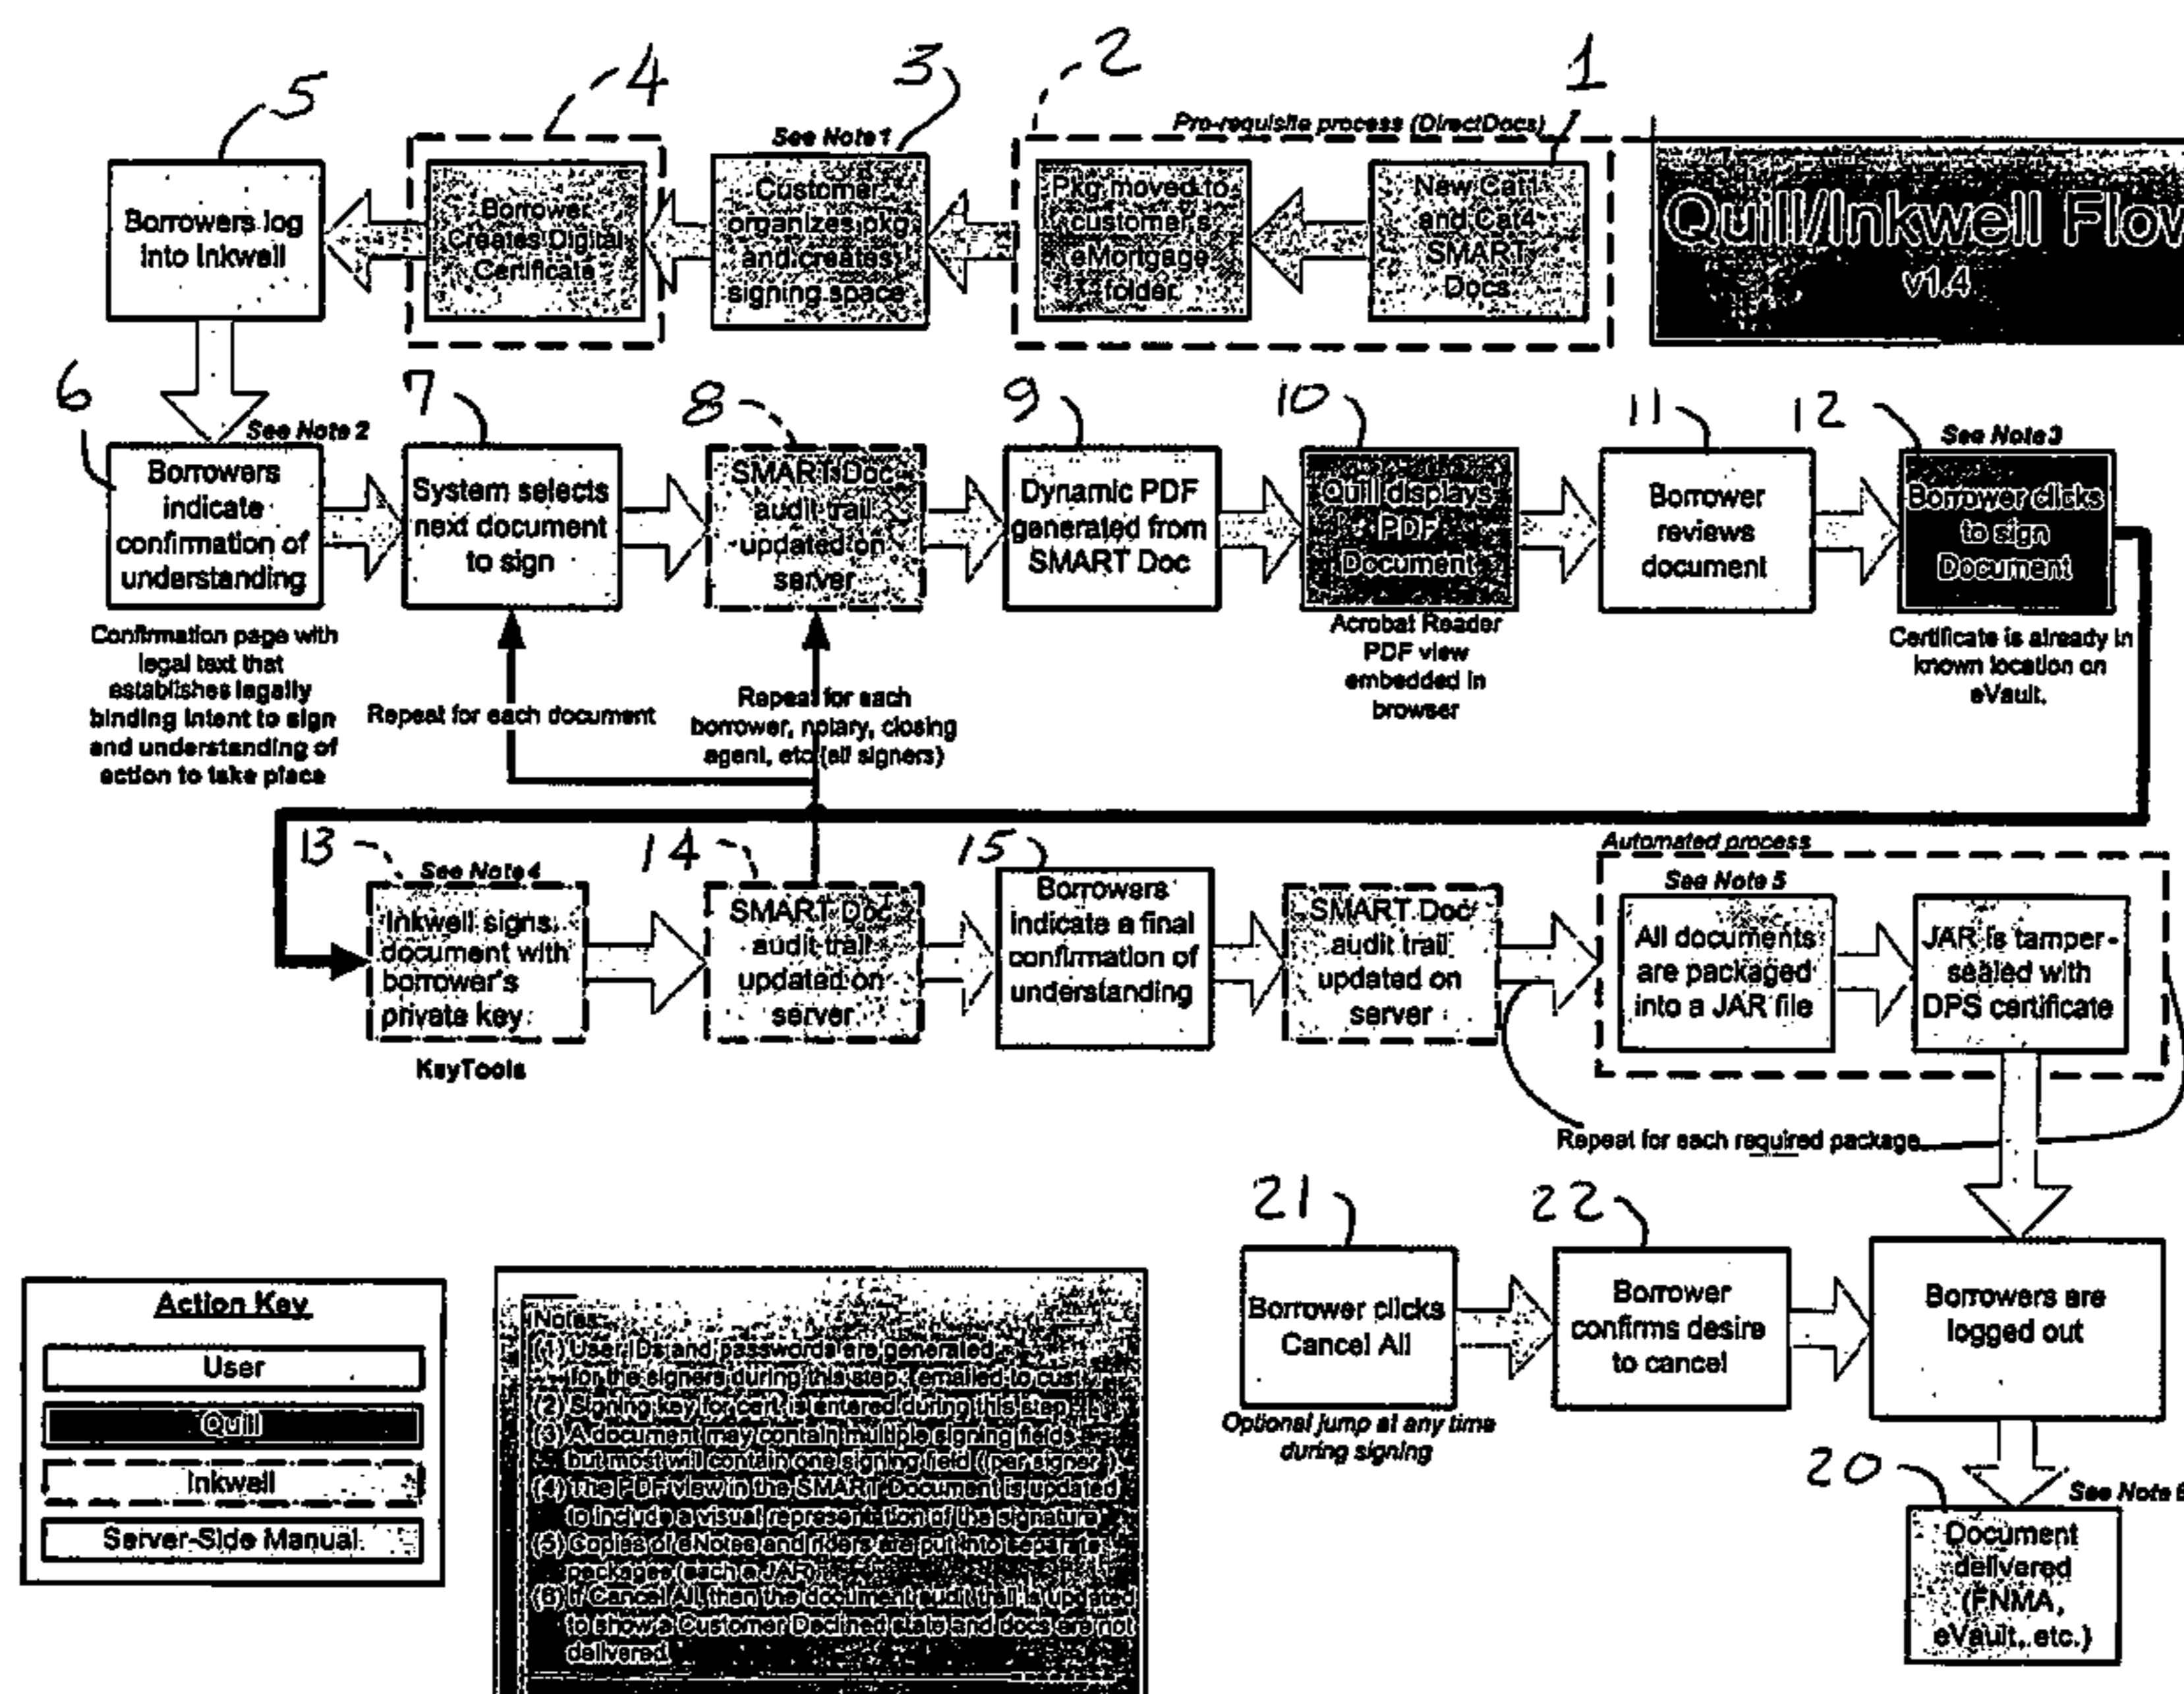 5
4
3
2
1
See Note 1
Pre-requisite process (DirectDocs)
Borrowers log
into Inkwell
Borrower
Creates Digital
Certificate
Customer
organizes pkg
and creates
signing space
Pkg moved to
customer's
eMortgage
folder
New Cat1
and Cat4
SMART
Docs
Quill/Inkwell Flow
v1.4
6
7
8
9
10
11
12
See Note 2
See Note 3
Borrowers
indicate
confirmation of
understanding
System selects
next document
to sign
SMART Doc
audit trail
updated on
server
Dynamic PDF
generated from
SMART Doc
Quill displays
PDF
Document
Borrower
reviews
document
Borrower clicks
to sign
Document
Confirmation page with
legal text that
establishes legally
binding intent to sign
and understanding of
action to take place
Repeat for each document
Repeat for each
borrower, notary, closing
agent, etc (all signers)
Acrobat Reader
PDF view
embedded in
browser
Certificate is already in
known location on
eVault.
13
14
15
See Note 4
Automated process
See Note 5
Inkwell signs
document with
borrower's
private key
KeyTools
SMART Doc
audit trail
updated on
server
Borrowers
indicate a final
confirmation of
understanding
SMART Doc
audit trail
updated on
server
All documents
are packaged
into a JAR file
JAR is tamper-
sealed with
DPS certificate
Repeat for each required package
21
22
Borrower clicks
Cancel All
Optional jump at any time
during signing
Borrower
confirms desire
to cancel
Borrowers are
logged out
20
See Note 6
Document
delivered
(FNMA,
eVault, etc.)
Action Key
User
Quill
Inkwell
Server-Side Manual
Notes:
(1) User IDs and passwords are generated
for the signers during this step. (emailed to cust)
(2) Signing key for cert is entered during this step
(3) A document may contain multiple signing fields
but most will contain one signing field (per signer)
(4) The PDF view in the SMART Document is updated
to include a visual representation of the signature
(5) Copies of eNotes and riders are put into separate
packages (each a JAR)
(6) If Cancel All, then the document audit trail is updated
to show a Customer Declined state and docs are not
delivered